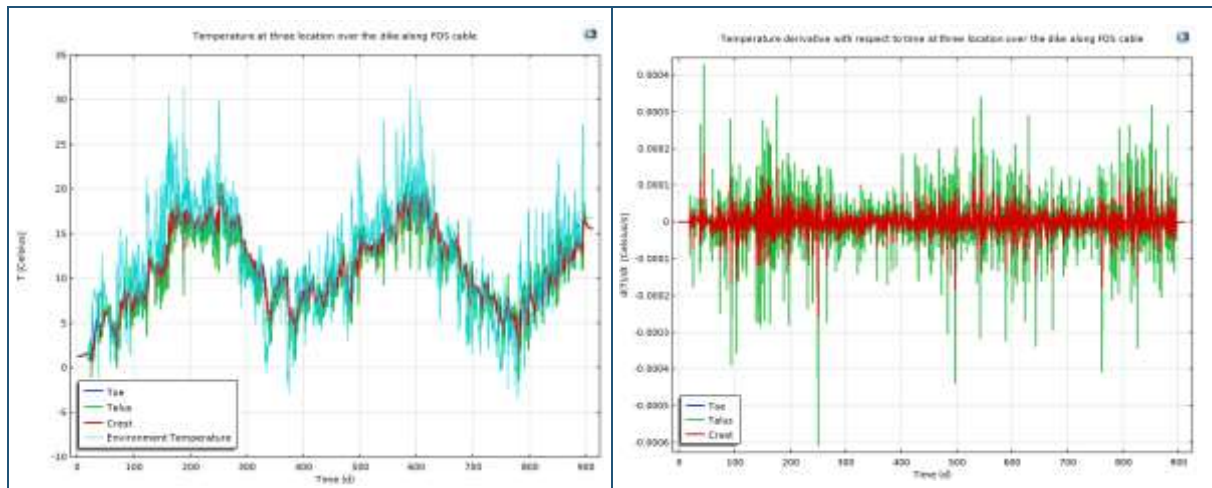 Temperature at three location over the dike along FOS cable
35
30
25
20
15
10
5
0
-5
-10
T (Celsius)
Toe
Talus
Crest
Environment Temperature
0 100 200 300 400 500 600 700 800 900
Time (d)
Temperature derivative with respect to time at three location over the dike along FOS cable
0.0004
0.0003
0.0002
0.0001
0
-0.0001
-0.0002
-0.0003
-0.0004
-0.0005
-0.0006
d(T)/dt (Celsius/s)
Toe
Talus
Crest
0 100 200 300 400 500 600 700 800 900
Time (d)